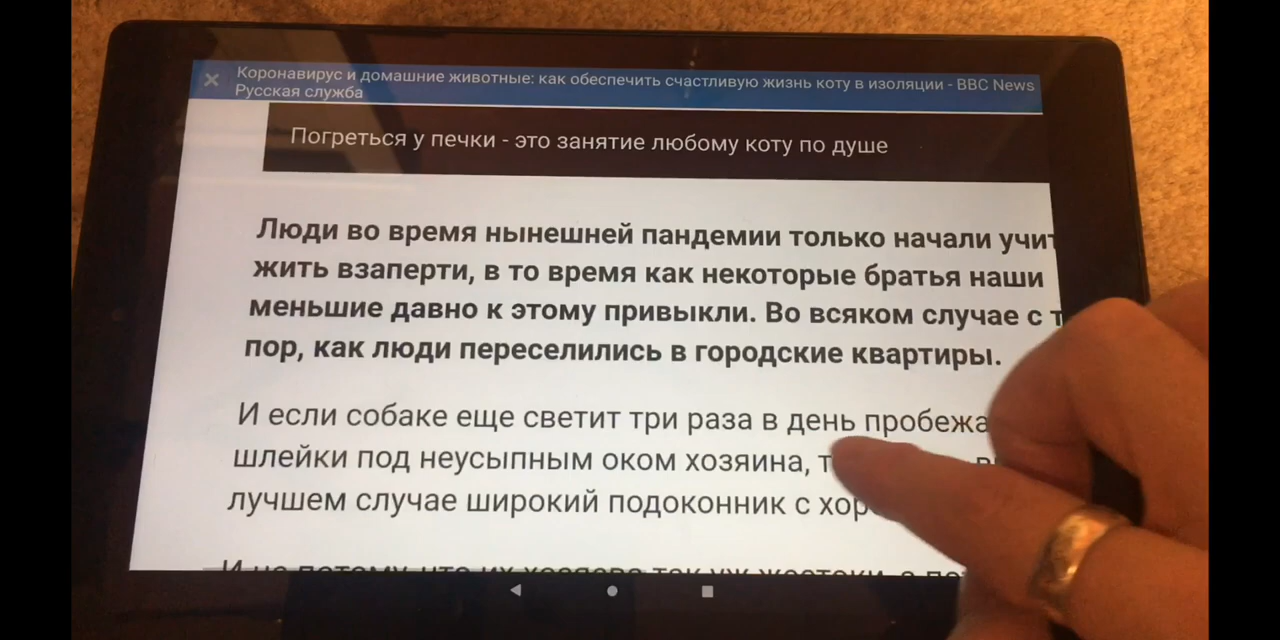 Коронавирус и домашние животные: как обеспечить счастливую жизнь коту в изоляции - BBC News
Русская служба
Погреться у печки - это занятие любому коту по душе
Люди во время нынешней пандемии только начали
жить взаперти, в то время как некоторые братья наши
меньшие давно к этому привыкли. Во всяком случае с
пор, как люди переселились в городские квартиры.
И если собаке еще светит три раза в день
шлейки под неусыпным оком хозяина,
лучшем случае широкий подоконник с